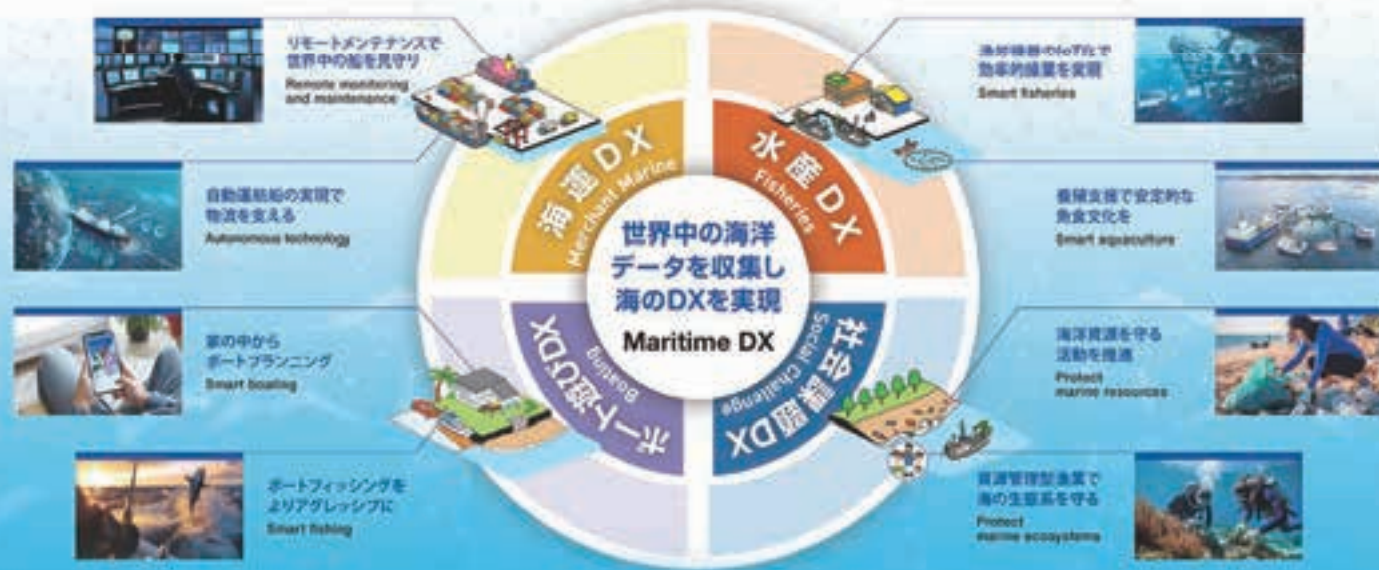 リモートメンテナンスで
世界中の船を見守り
Remote monitoring
and maintenance
自動運航船の実現で
物流を支える
Autonomous technology
家の中から
ボートプランニング
Smart boating
ボートフィッシングを
よりアグレッシブに
Smart fishing
海運DX
Merchant Marine
水産DX
Fisheries
世界中の海洋
データを収集し
海のDXを実現
Maritime DX
ボート遊びDX
Boating
社会課題DX
Social Challenge
漁労機器のIoT化で
効率的操業を実現
Smart fisheries
養殖支援で安定的な
魚食文化を
Smart aquaculture
海洋資源を守る
活動を推進
Protect
marine resources
資源管理型漁業で
海の生態系を守る
Protect
marine ecosystems